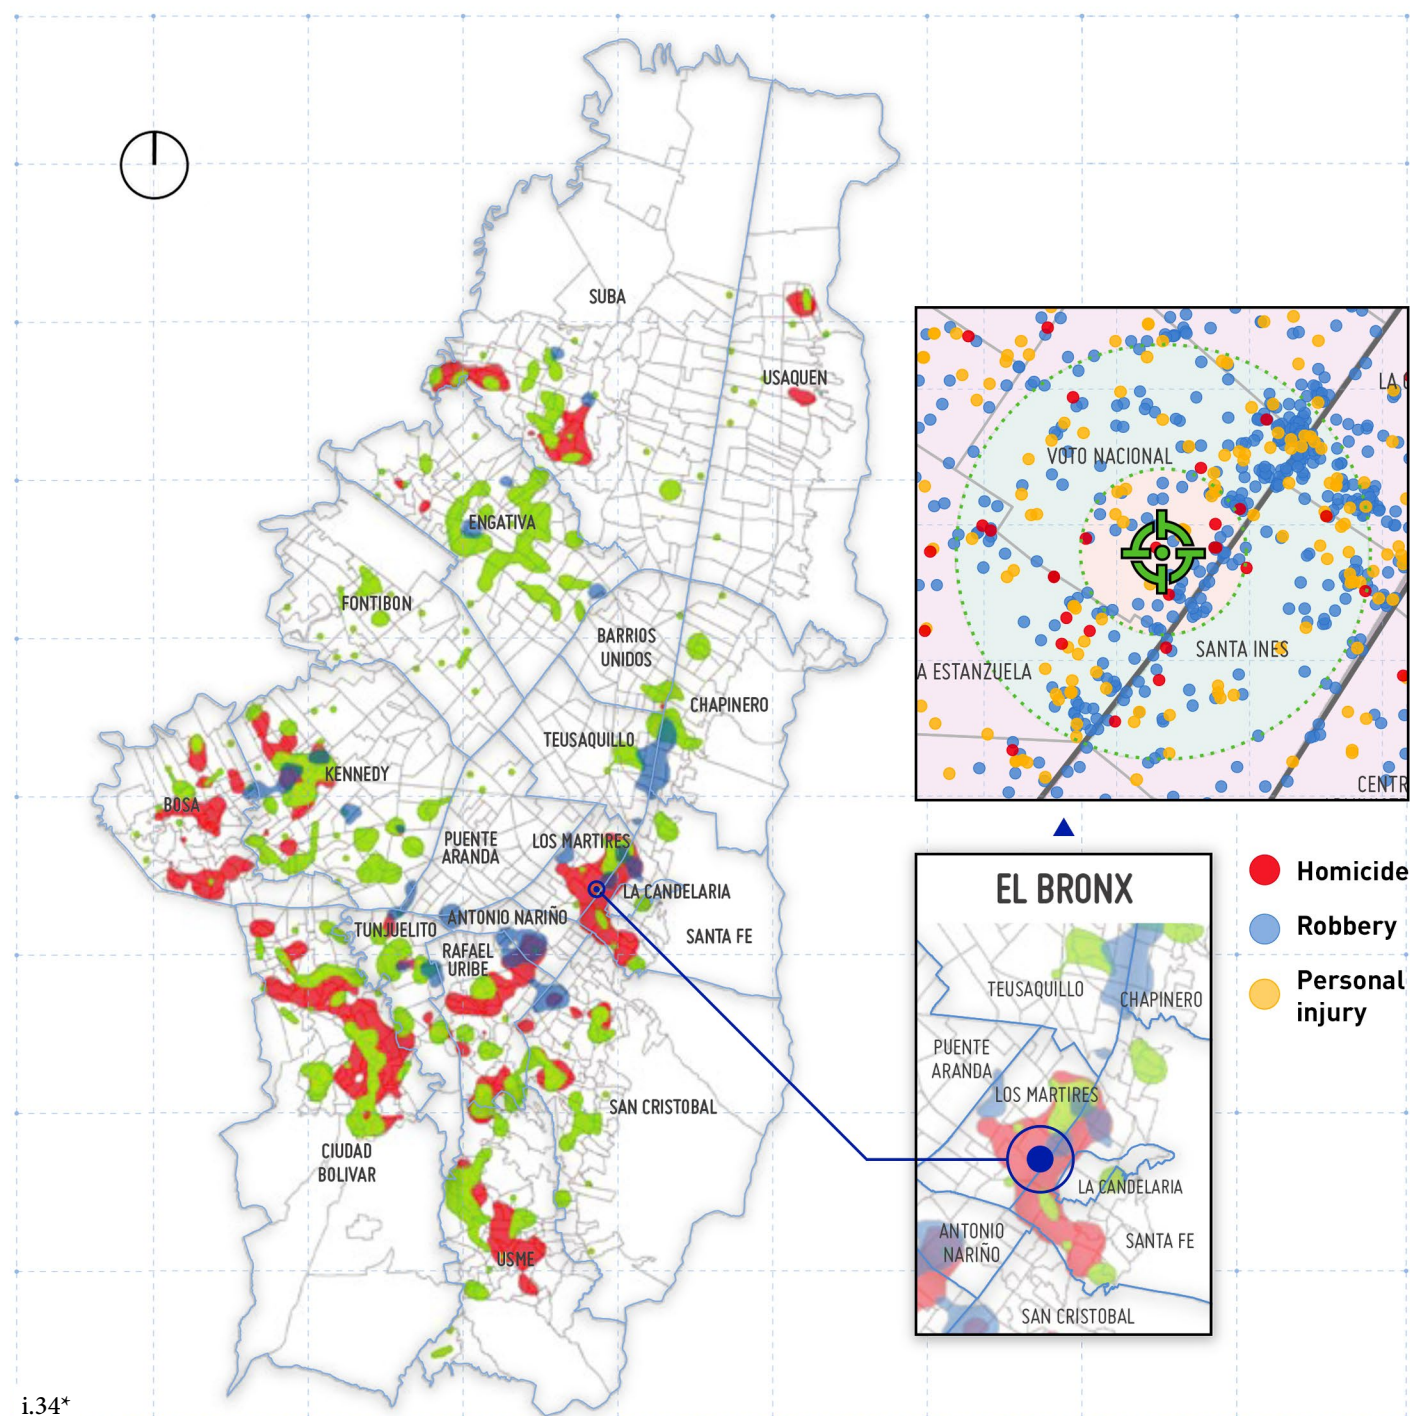 SUBA
USAQUEN
ENGATIVA
FONTIBON
BARRIOS
UNIDOS
CHAPINERO
TEUSAQUILLO
KENNEDY
BOSA
PUENTE
ARANDA
LOS MARTIRES
LA CANDELARIA
ANTONIO NARIÑO
TUNJUELITO
RAFAEL
URIBE
SANTA FE
SAN CRISTOBAL
CIUDAD
BOLIVAR
USME
i.34*
LA
VOTO NACIONAL
SANTA INES
A ESTANZUELA
CENTR
EL BRONX
TEUSAQUILLO
CHAPINERO
PUENTE
ARANDA
LOS MARTIRES
LA CANDELARIA
ANTONIO
NARIÑO
SANTA FE
SAN CRISTOBAL
Homicide
Robbery
Personal
injury